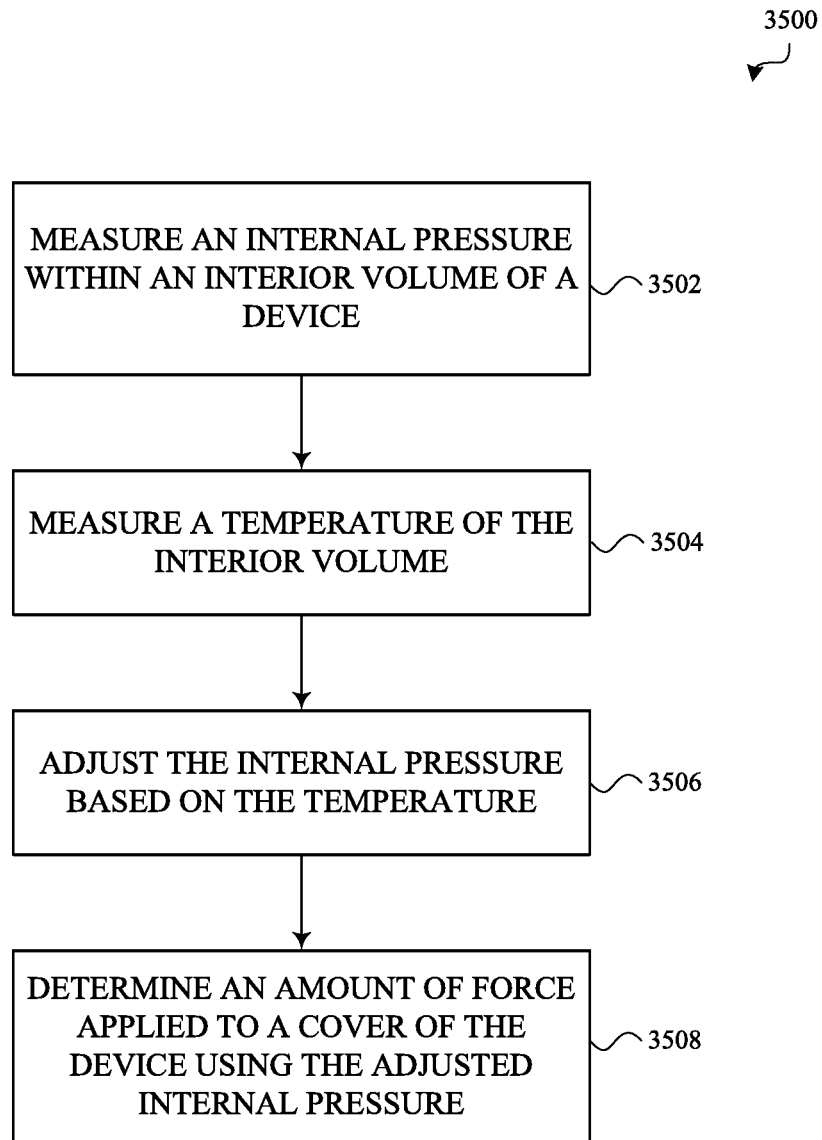 3500
MEASURE AN INTERNAL PRESSURE
WITHIN AN INTERIOR VOLUME OF A
DEVICE
3502
MEASURE A TEMPERATURE OF THE
INTERIOR VOLUME
3504
ADJUST THE INTERNAL PRESSURE
BASED ON THE TEMPERATURE
3506
DETERMINE AN AMOUNT OF FORCE
APPLIED TO A COVER OF THE
DEVICE USING THE ADJUSTED
INTERNAL PRESSURE
3508